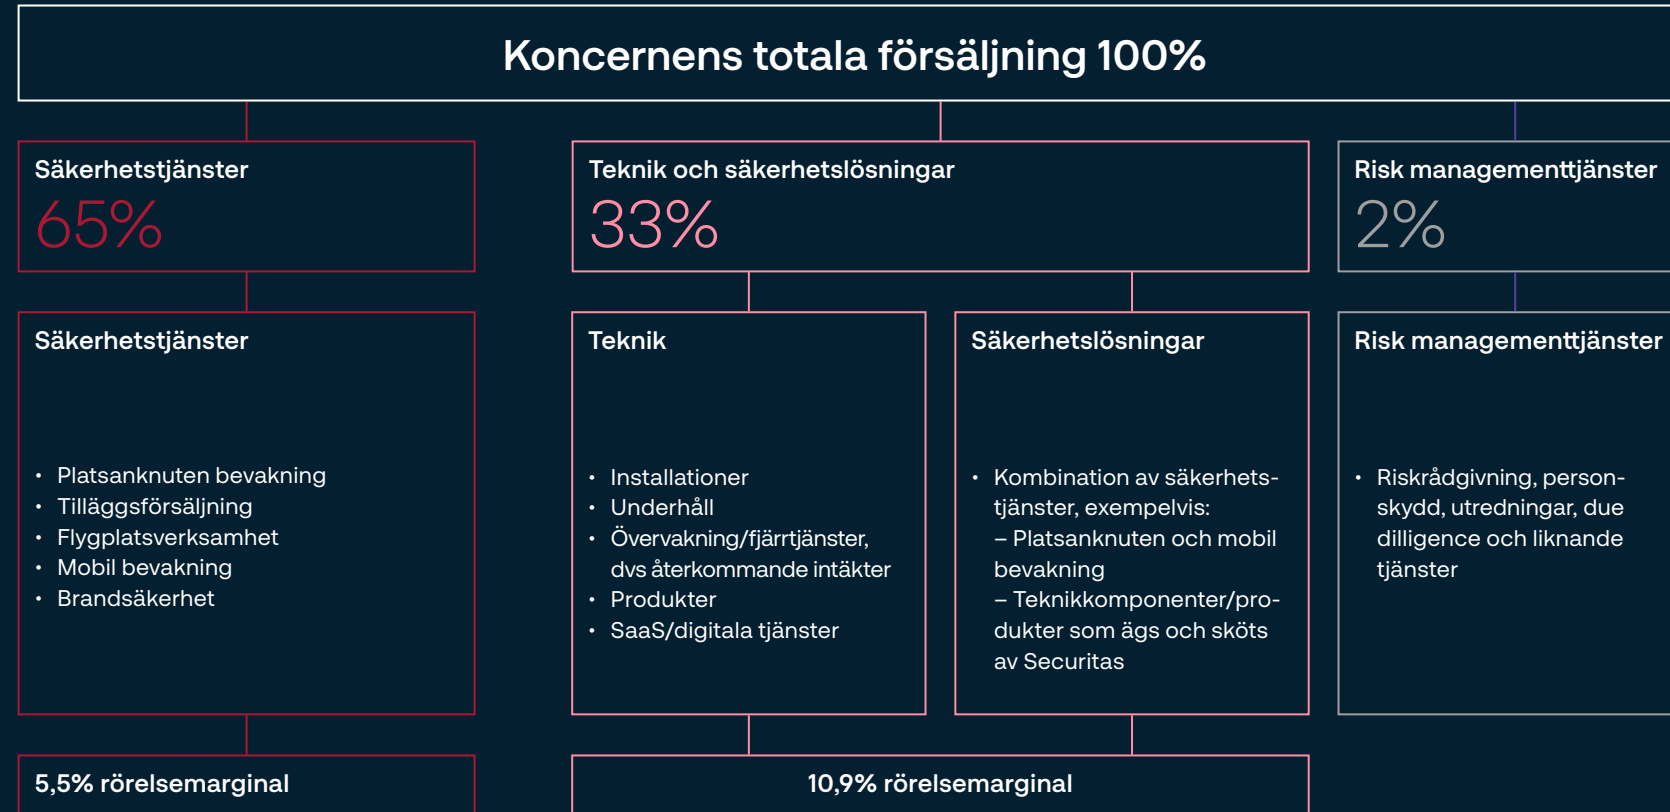 Koncernens totala försäljning 100%
Säkerhetstjänster
65%
Teknik och säkerhetslösningar
33%
Risk managementtjänster
2%
Säkerhetstjänster
• Platsanknuten bevakning
• Tilläggsförsäljning
• Flygplatsverksamhet
• Mobil bevakning
• Brandsäkerhet
Teknik
• Installationer
• Underhåll
• Övervakning/fjärrtjänster,
dvs återkommande intäkter
• Produkter
• SaaS/digitala tjänster
Säkerhetslösningar
• Kombination av säkerhets-
tjänster, exempelvis:
– Platsanknuten och mobil
bevakning
– Teknikkomponenter/pro-
dukter som ägs och sköts
av Securitas
Risk managementtjänster
• Riskrådgivning, person-
skydd, utredningar, due
dilligence och liknande
tjänster
5,5% rörelsemarginal
10,9% rörelsemarginal